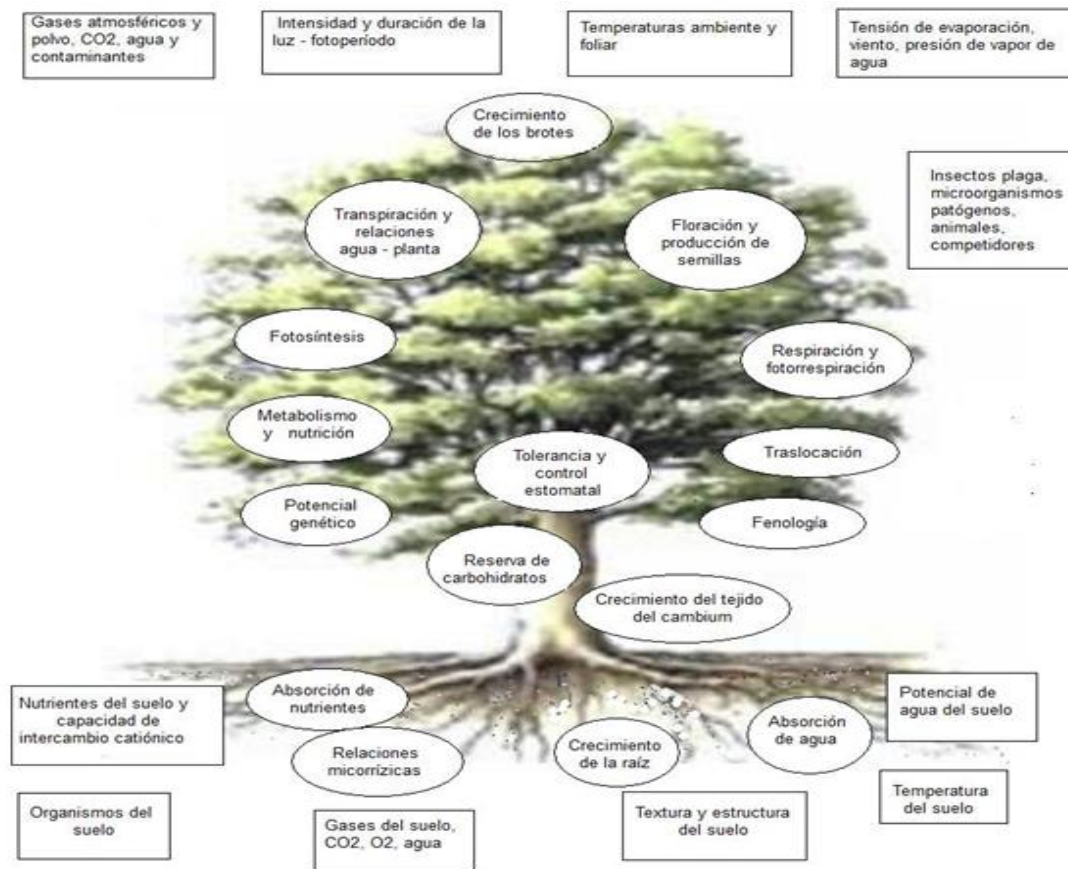 Gases atmosféricos y
polvo, CO2, agua y
contaminantes
Intensidad y duración de la
luz - fotoperíodo
Temperaturas ambiente y
foliar
Tensión de evaporación,
viento, presión de vapor de
agua
Crecimiento
de los brotes
Insectos plaga,
microorganismos
patógenos,
animales,
competidores
Transpiración y
relaciones
agua - planta
Floración y
producción de
semillas
Fotosíntesis
Respiración y
fotorrespiración
Metabolismo
y nutrición
Tolerancia y
control
estomatal
Traslocación
Potencial
genético
Fenología
Reserva de
carbohidratos
Crecimiento del tejido
del cambium
Nutrientes del suelo y
capacidad de
intercambio catiónico
Absorción de
nutrientes
Potencial de
agua del suelo
Absorción
de agua
Relaciones
micorrízicas
Crecimiento
de la raíz
Organismos del
suelo
Gases del suelo,
CO2, O2, agua
Textura y estructura
del suelo
Temperatura
del suelo